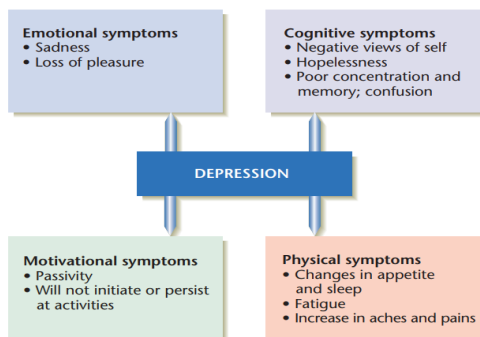 Emotional symptoms
• Sadness
• Loss of pleasure
Cognitive symptoms
• Negative views of self
• Hopelessness
• Poor concentration and
memory; confusion
DEPRESSION
Motivational symptoms
• Passivity
• Will not initiate or persist
at activities
Physical symptoms
• Changes in appetite
and sleep
• Fatigue
• Increase in aches and pains